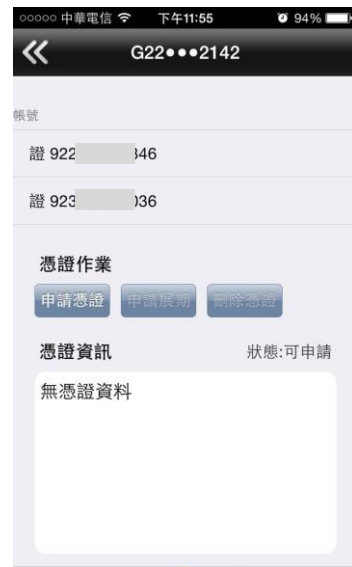 中華電信 下午11:55 94%
G22●●●2142
帳號
證 922 346
證 923 036
憑證作業
申請憑證 申請展期 刪除憑證
憑證資訊 狀態:可申請
無憑證資料